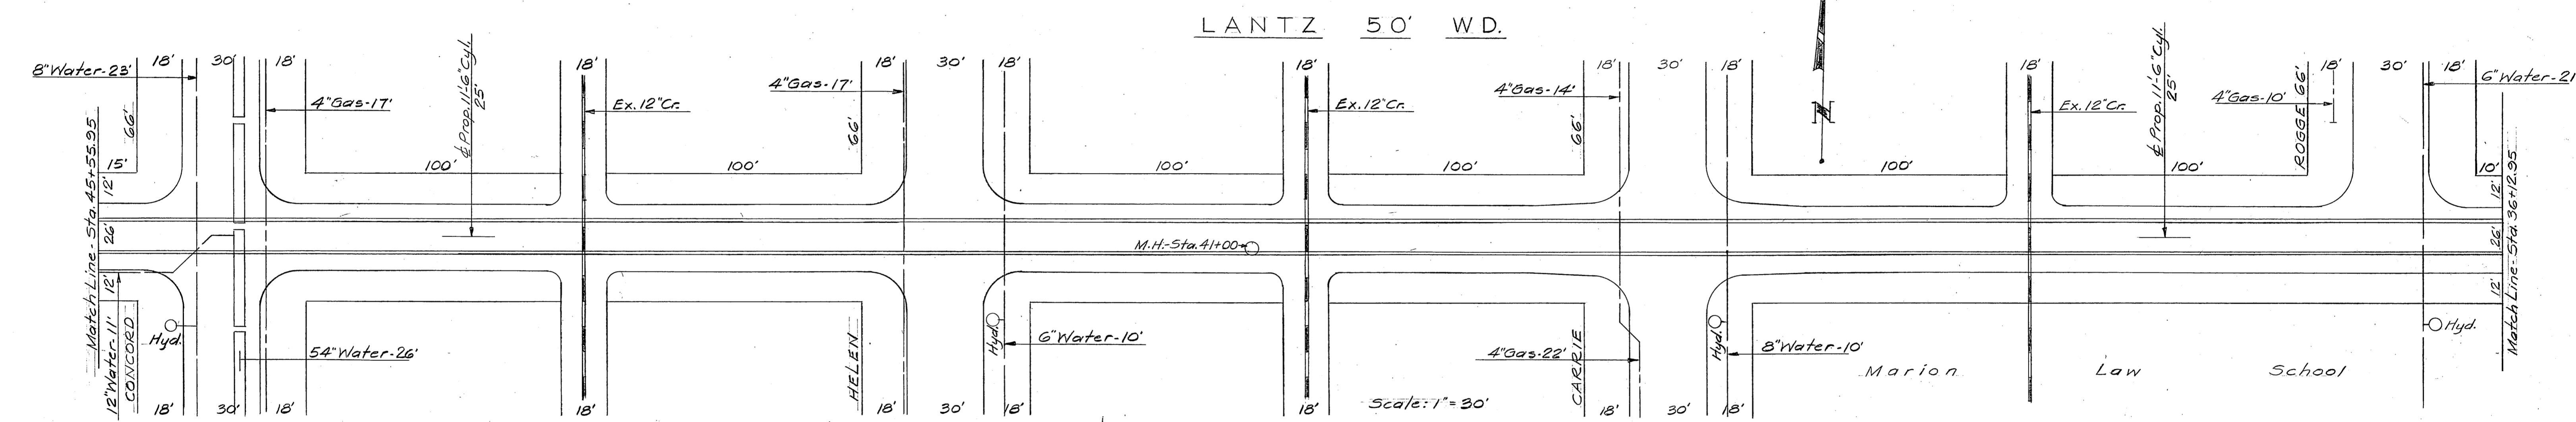 LANTZ 50' W.D.
8"Water-23'
18' 30' 18' 18' 18' 30' 18' 18' 18' 30' 18' 18' 18' 30' 18'
4"Gas-17'
Ex.12"Cr.
4"Gas-17'
Ex.12"Cr.
4"Gas-14'
N
Ex.12"Cr.
4"Gas-10'
6"Water-21
66'
℄ Prop. 11'-6" Cyl.
25'
66'
66'
℄ Prop. 11'-6" Cyl.
25'
ROGGE 66'
15' 100' 100' 100' 100' 100' 100' 10'
Match Line - Sta. 45+55.95
12'
26'
12'
M.H.-Sta. 41+00
12'
26'
12'
Match Line - Sta. 36+12.95
12"Water-11'
CONCORD
Hyd.
54"Water-26'
HELEN
Hyd.
6"Water-10'
4"Gas-22'
CARRIE
Hyd.
8"Water-10'
Marion Law School
Hyd.
Scale: 1"=30'
18' 30' 18' 18' 18' 30' 18' 18' 18' 30' 18'